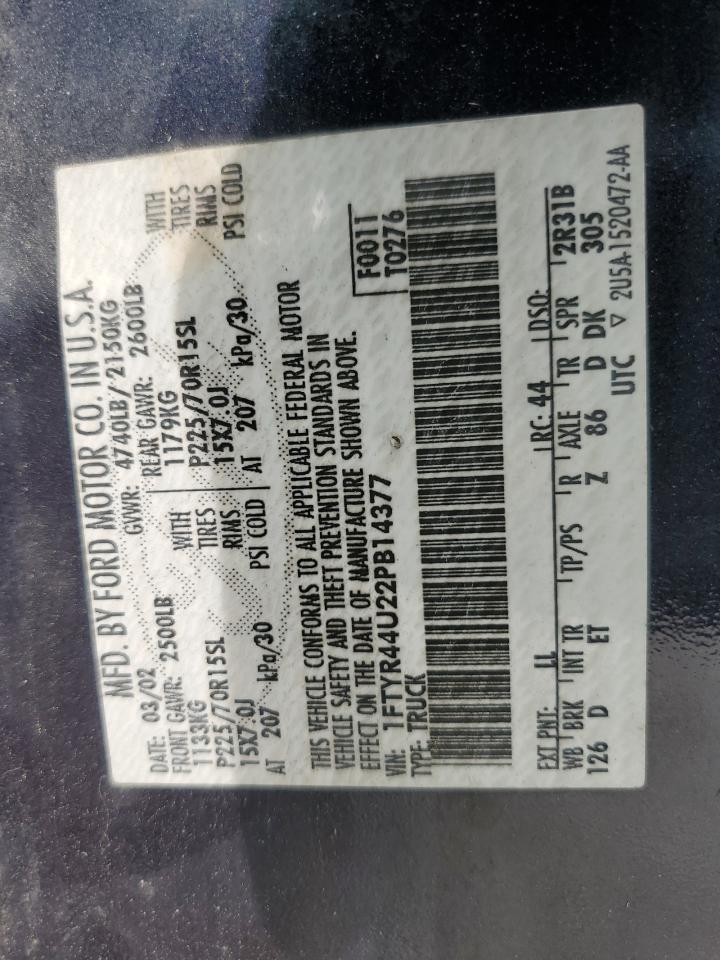 MFD. BY FORD MOTOR CO. IN U.S.A.
DATE: 03/02 GVWR: 4740LB/2150KG
FRONT GAWR: 2500LB REAR GAWR: 2600LB
1133KG WITH 1179KG WITH
P225/70R15SL TIRES P225/70R15SL TIRES
15X7.0J RIMS 15X7.0J RIMS
AT 207 kPa/30 PSI COLD AT 207 kPa/30 PSI COLD
THIS VEHICLE CONFORMS TO ALL APPLICABLE FEDERAL MOTOR
VEHICLE SAFETY AND THEFT PREVENTION STANDARDS IN
EFFECT ON THE DATE OF MANUFACTURE SHOWN ABOVE.
VIN: 1FTYR44U22PB14377 F0011
TYPE: TRUCK T0276
EXT PNT: LL RC: 44 DSO:
WB BRK INT TR TP/PS R AXLE TR SPR 2R31B
126 D ET Z 86 D DK 305
UTC ▽ 2U5A-1520472-AA